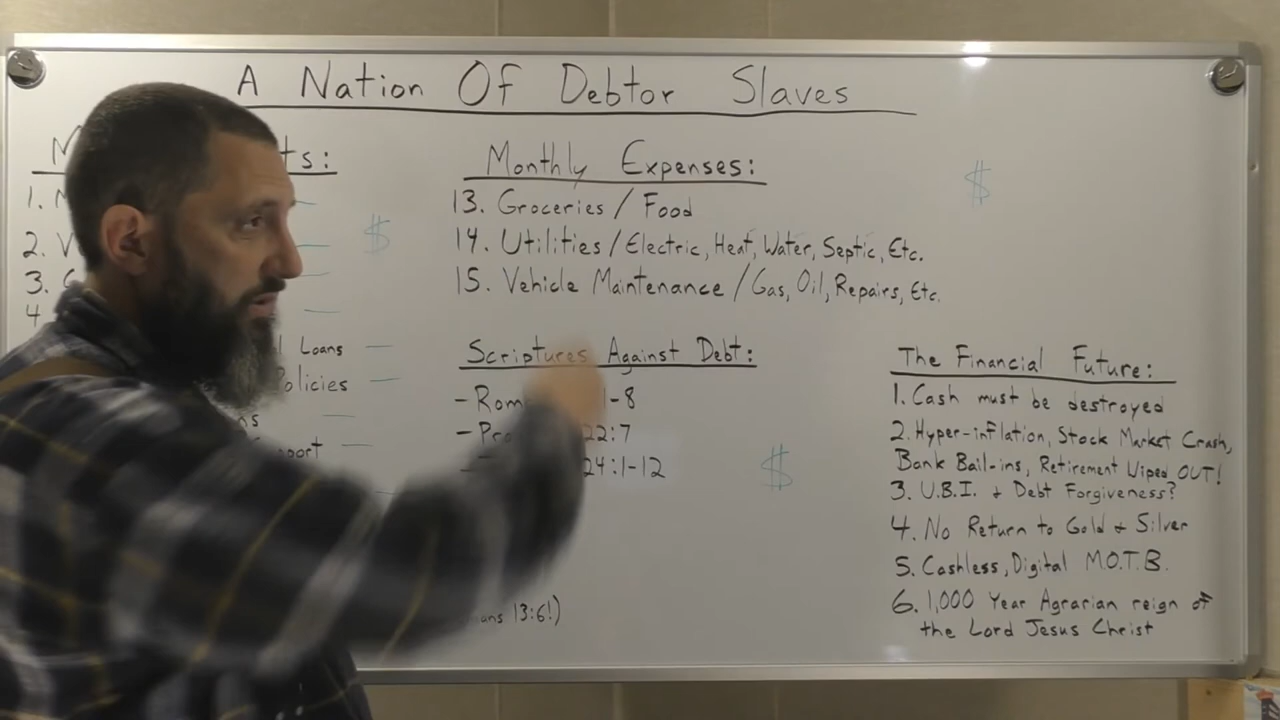 A Nation Of Debtor Slaves
ts:
1.
2. V
3.
4
Loans
olicies
ns
port
Monthly Expenses:
13. Groceries / Food
14. Utilities / Electric, Heat, Water, Septic, Etc.
15. Vehicle Maintenance / Gas, Oil, Repairs, Etc.
$
$
Scriptures Against Debt:
- Rom -8
- Pro 22:7
- 24:1-12
$
ans 13:6!)
The Financial Future:
1. Cash must be destroyed
2. Hyper-inflation, Stock Market Crash,
Bank Bail-ins, Retirement Wiped OUT!
3. U.B.I. + Debt Forgiveness?
4. No Return to Gold + Silver
5. Cashless, Digital M.O.T.B.
6. 1,000 Year Agrarian reign of
the Lord Jesus Christ